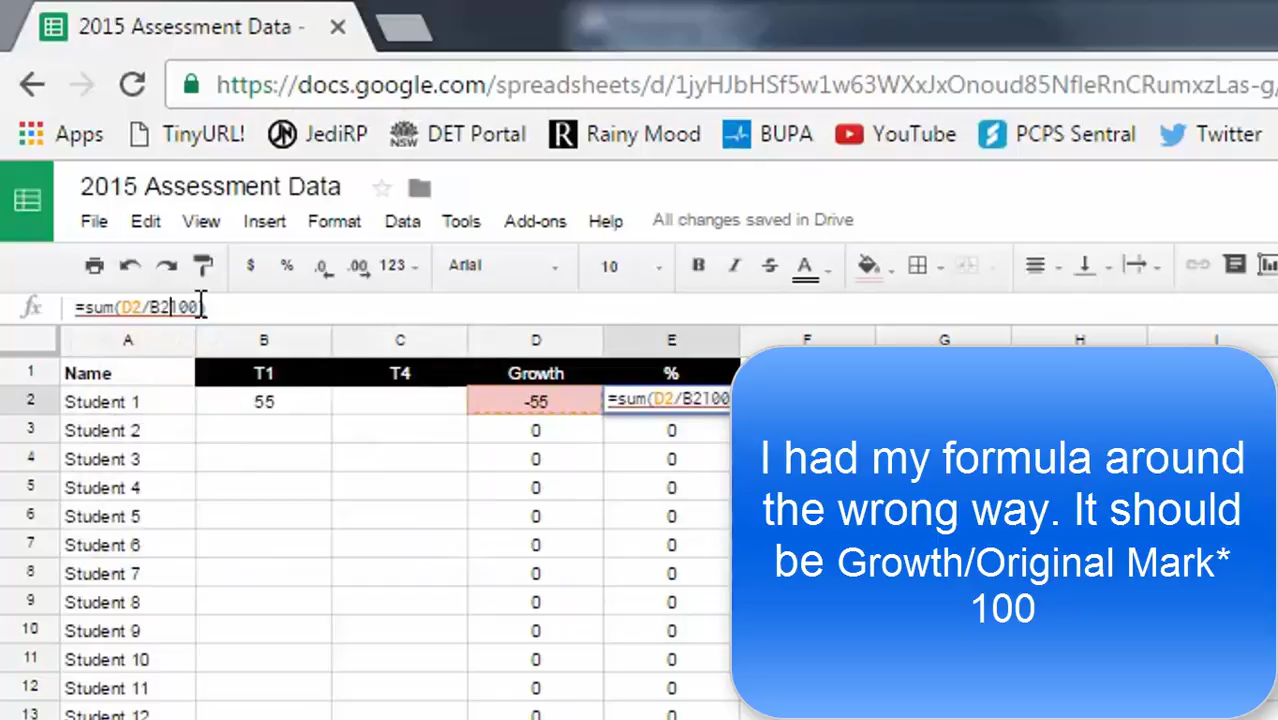 2015 Assessment Data -
https://docs.google.com/spreadsheets/d/1jyHJbHSf5w1w63WXxJxOnoud85NfleRnCRumxzLas-g/
Apps TinyURL! JediRP DET Portal Rainy Mood BUPA YouTube PCPS Sentral Twitter
2015 Assessment Data
File Edit View Insert Format Data Tools Add-ons Help All changes saved in Drive
$ % .0 .00 123 Arial 10 B I S A
fx =sum(D2/B2100)
A B C D E F G H I
1 Name T1 T4 Growth %
2 Student 1 55 -55 =sum(D2/B2100
3 Student 2 0 0
4 Student 3 0 0
5 Student 4 0 0
6 Student 5 0 0
7 Student 6 0 0
8 Student 7 0 0
9 Student 8 0 0
10 Student 9 0 0
11 Student 10 0 0
12 Student 11 0 0
13 Student 12 0 0
I had my formula around
the wrong way. It should
be Growth/Original Mark*
100